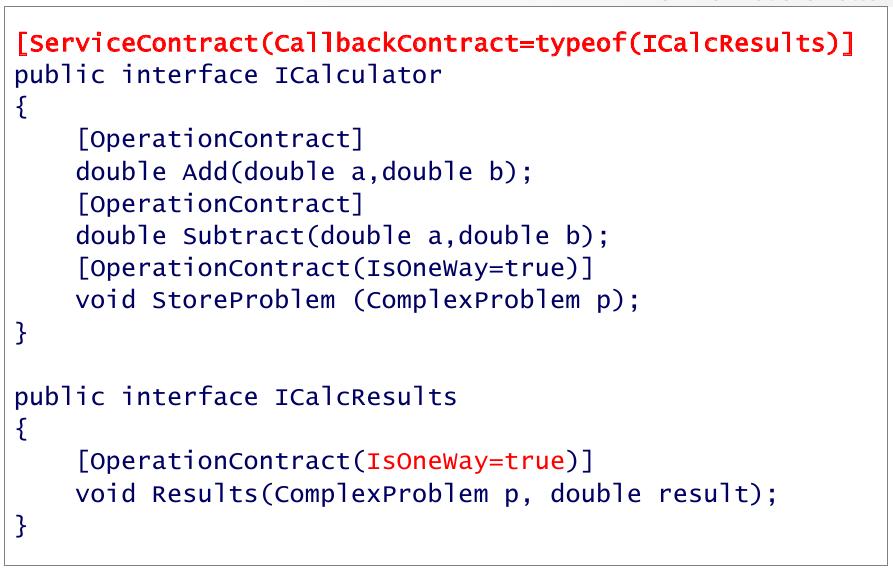 [ServiceContract(CallbackContract=typeof(ICalcResults)]
public interface ICalculator
{
    [OperationContract]
    double Add(double a,double b);
    [OperationContract]
    double Subtract(double a,double b);
    [OperationContract(IsOneWay=true)]
    void StoreProblem (ComplexProblem p);
}

public interface ICalcResults
{
    [OperationContract(IsOneWay=true)]
    void Results(ComplexProblem p, double result);
}